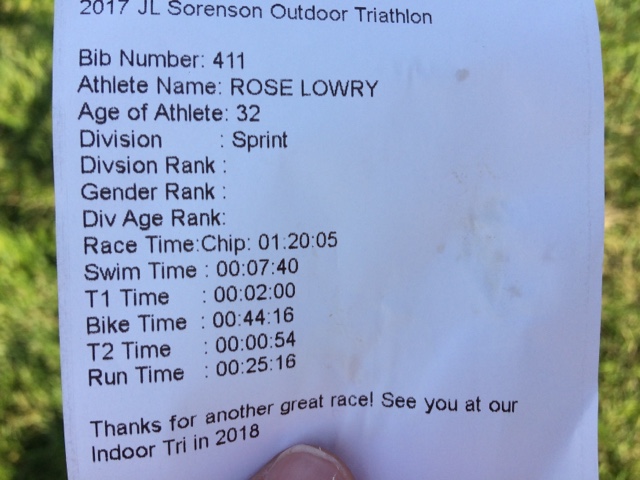 2017 JL Sorenson Outdoor Triathlon
Bib Number: 411
Athlete Name: ROSE LOWRY
Age of Athlete: 32
Division : Sprint
Divsion Rank :
Gender Rank :
Div Age Rank:
Race Time:Chip: 01:20:05
Swim Time : 00:07:40
T1 Time : 00:02:00
Bike Time : 00:44:16
T2 Time : 00:00:54
Run Time : 00:25:16
Thanks for another great race! See you at our
Indoor Tri in 2018